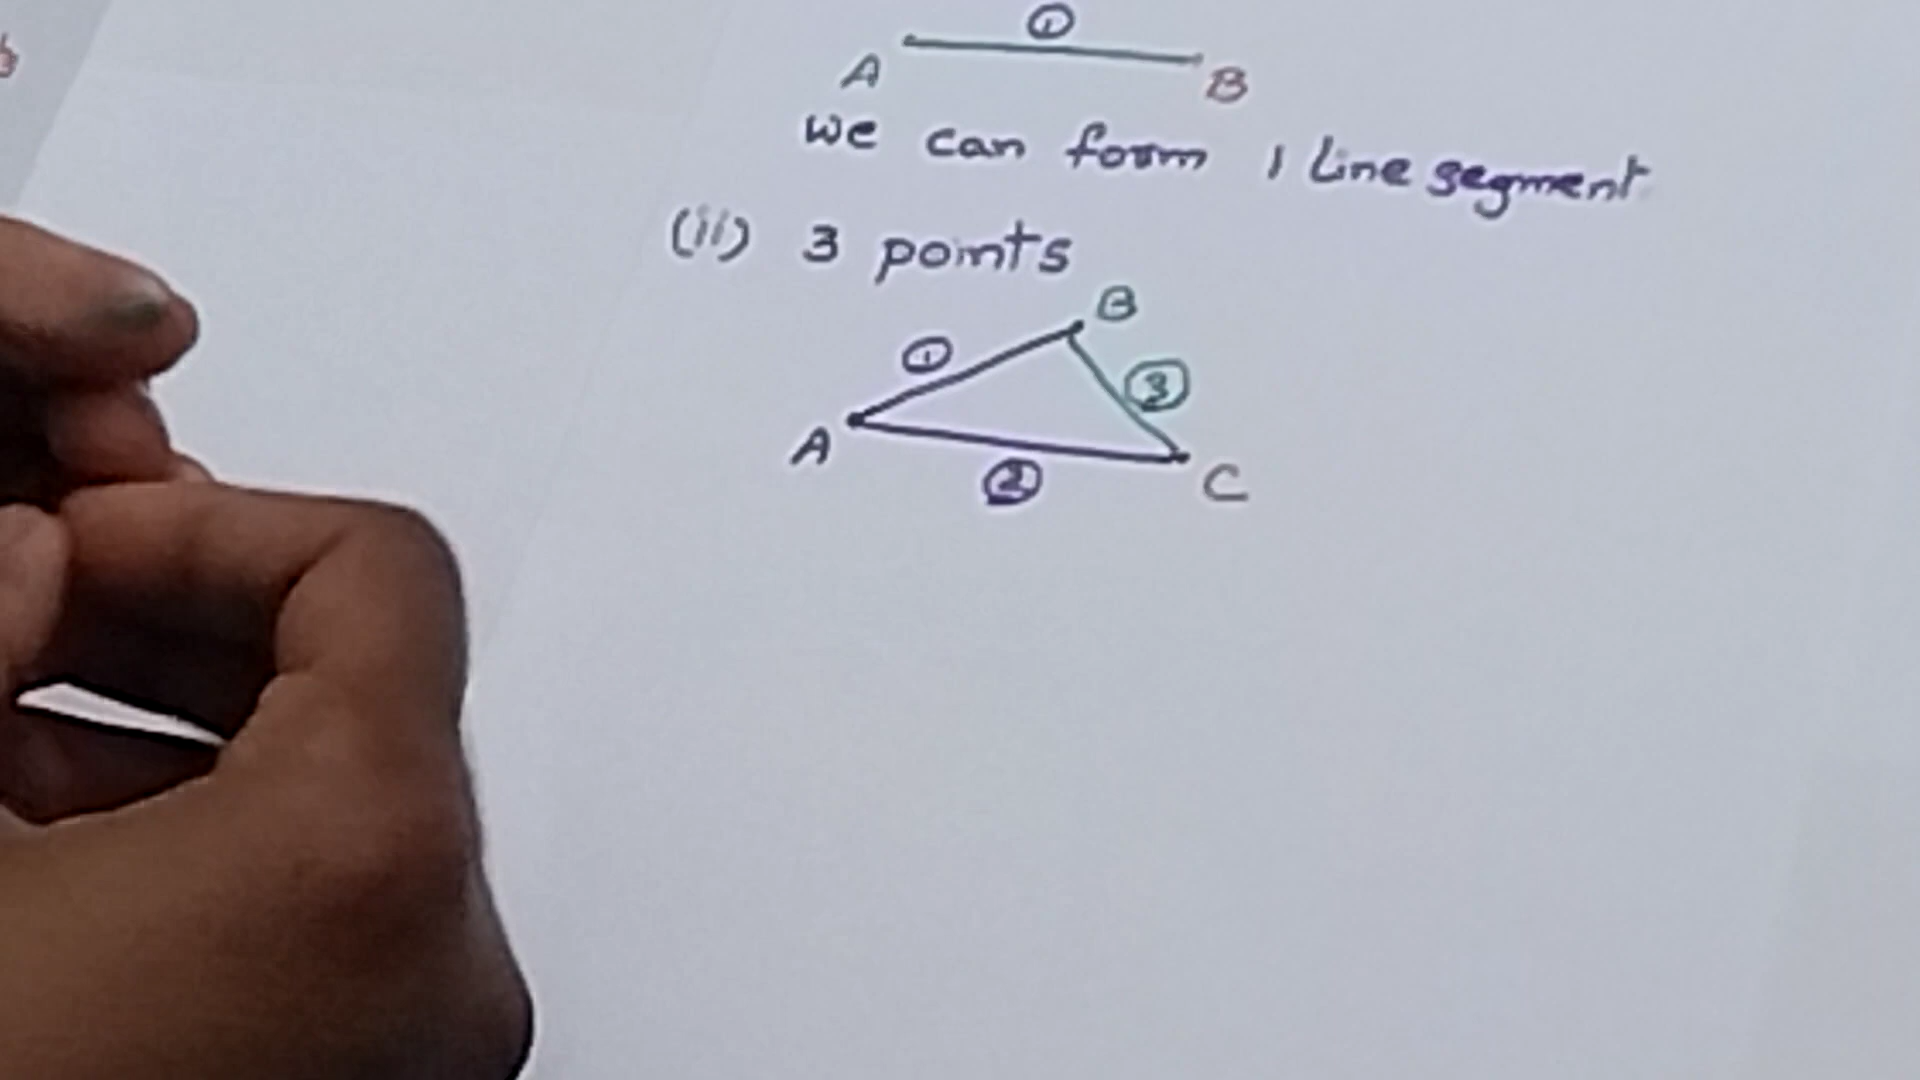 ①
A B
we can form 1 Line segment
(ii) 3 points
B
① ③
A
② C